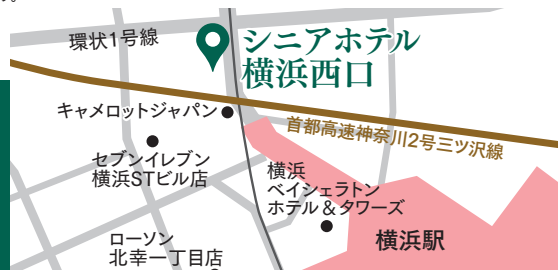 環状1号線
シニアホテル
横浜西口
キャメロットジャパン
首都高速神奈川2号三ツ沢線
セブンイレブン
横浜STビル店
横浜
ベイシェラトン
ホテル＆タワーズ
横浜駅
ローソン
北幸一丁目店